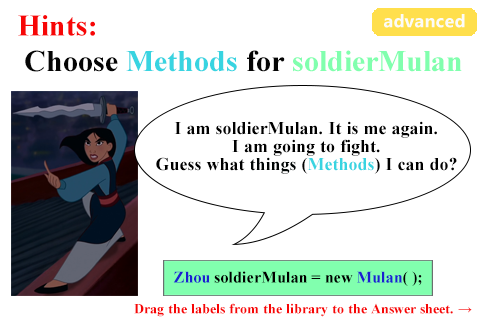 Hints:
advanced
Choose Methods for soldierMulan
I am soldierMulan. It is me again.
I am going to fight.
Guess what things (Methods) I can do?
Zhou soldierMulan = new Mulan( );
Drag the labels from the library to the Answer sheet. →